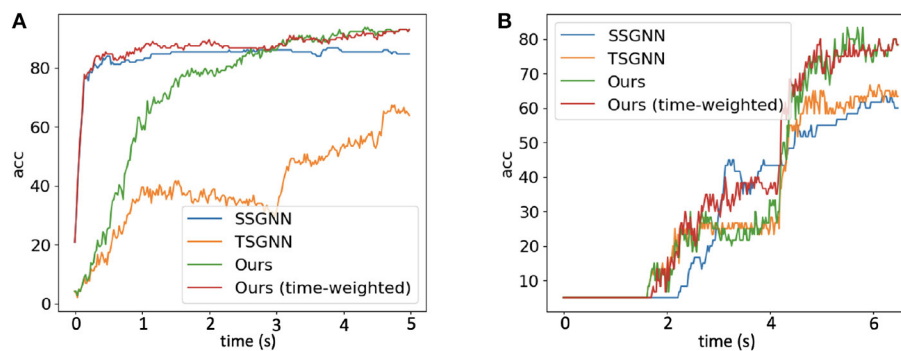 A
acc
80
60
40
20
0
SSGNN
TSGNN
Ours
Ours (time-weighted)
0
1
2
3
4
5
time (s)
B
acc
80
70
60
50
40
30
20
10
SSGNN
TSGNN
Ours
Ours (time-weighted)
0
2
4
6
time (s)